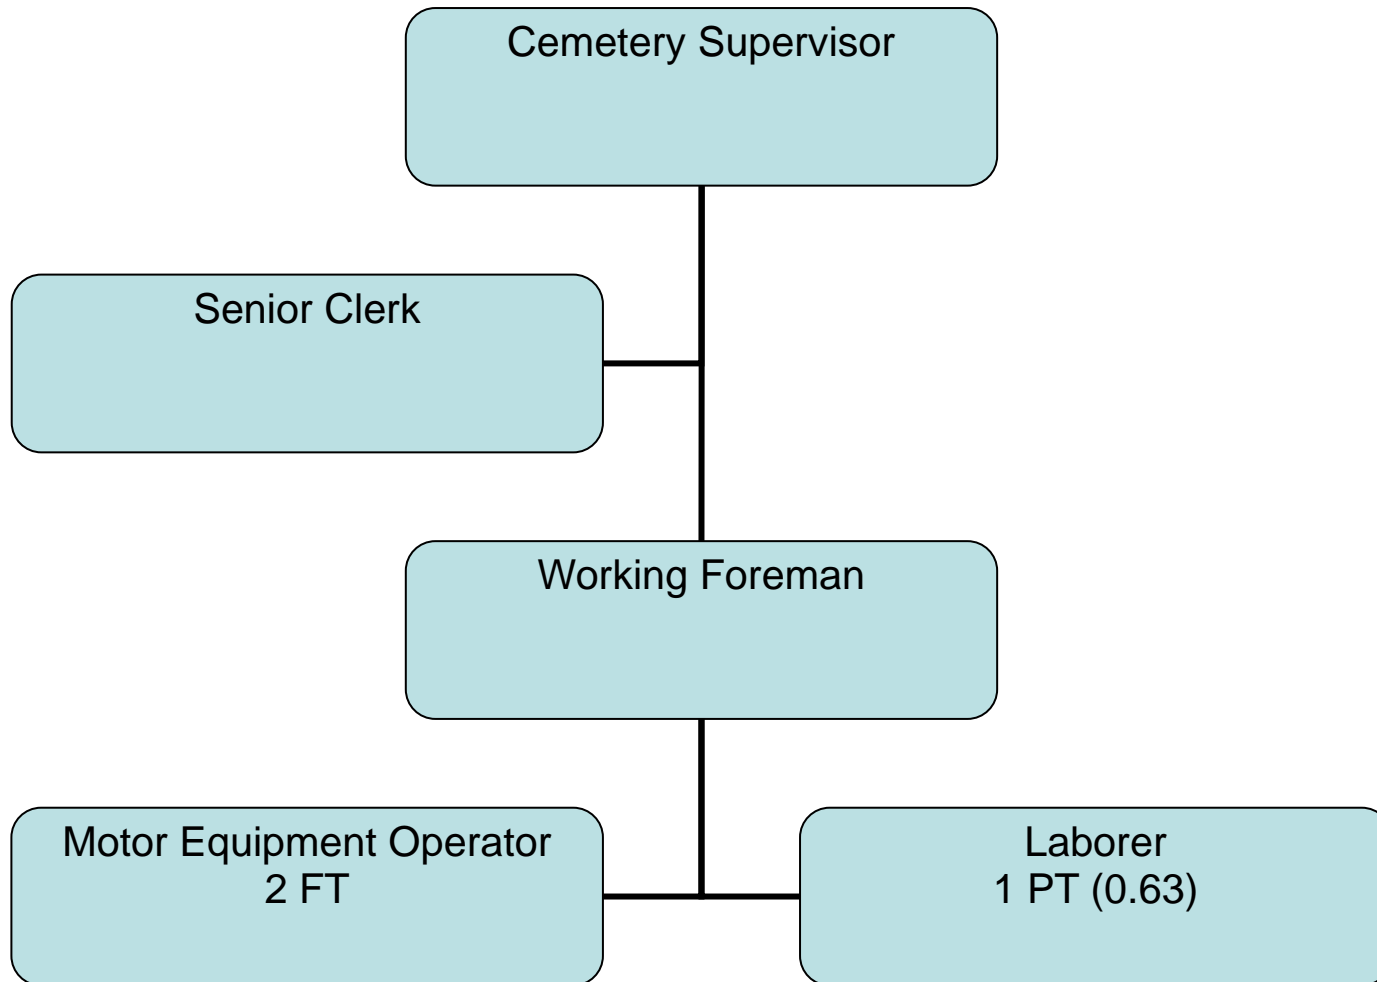 Cemetery Supervisor
Senior Clerk
Working Foreman
Motor Equipment Operator
2 FT
Laborer
1 PT (0.63)